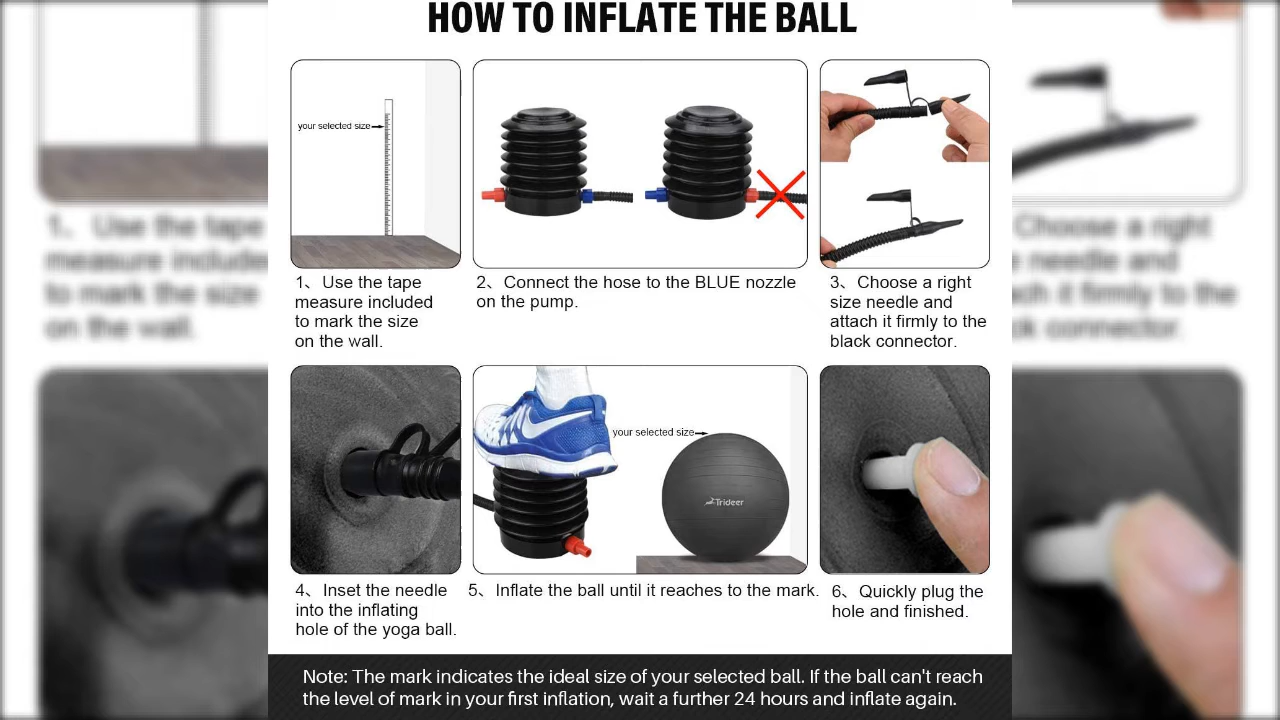 HOW TO INFLATE THE BALL
your selected size
1、Use the tape
measure included
to mark the size
on the wall.
2、Connect the hose to the BLUE nozzle
on the pump.
3、Choose a right
size needle and
attach it firmly to the
black connector.
your selected size
Trideer
4、Inset the needle
into the inflating
hole of the yoga ball.
5、Inflate the ball until it reaches to the mark.
6、Quickly plug the
hole and finished.
Note: The mark indicates the ideal size of your selected ball. If the ball can't reach
the level of mark in your first inflation, wait a further 24 hours and inflate again.